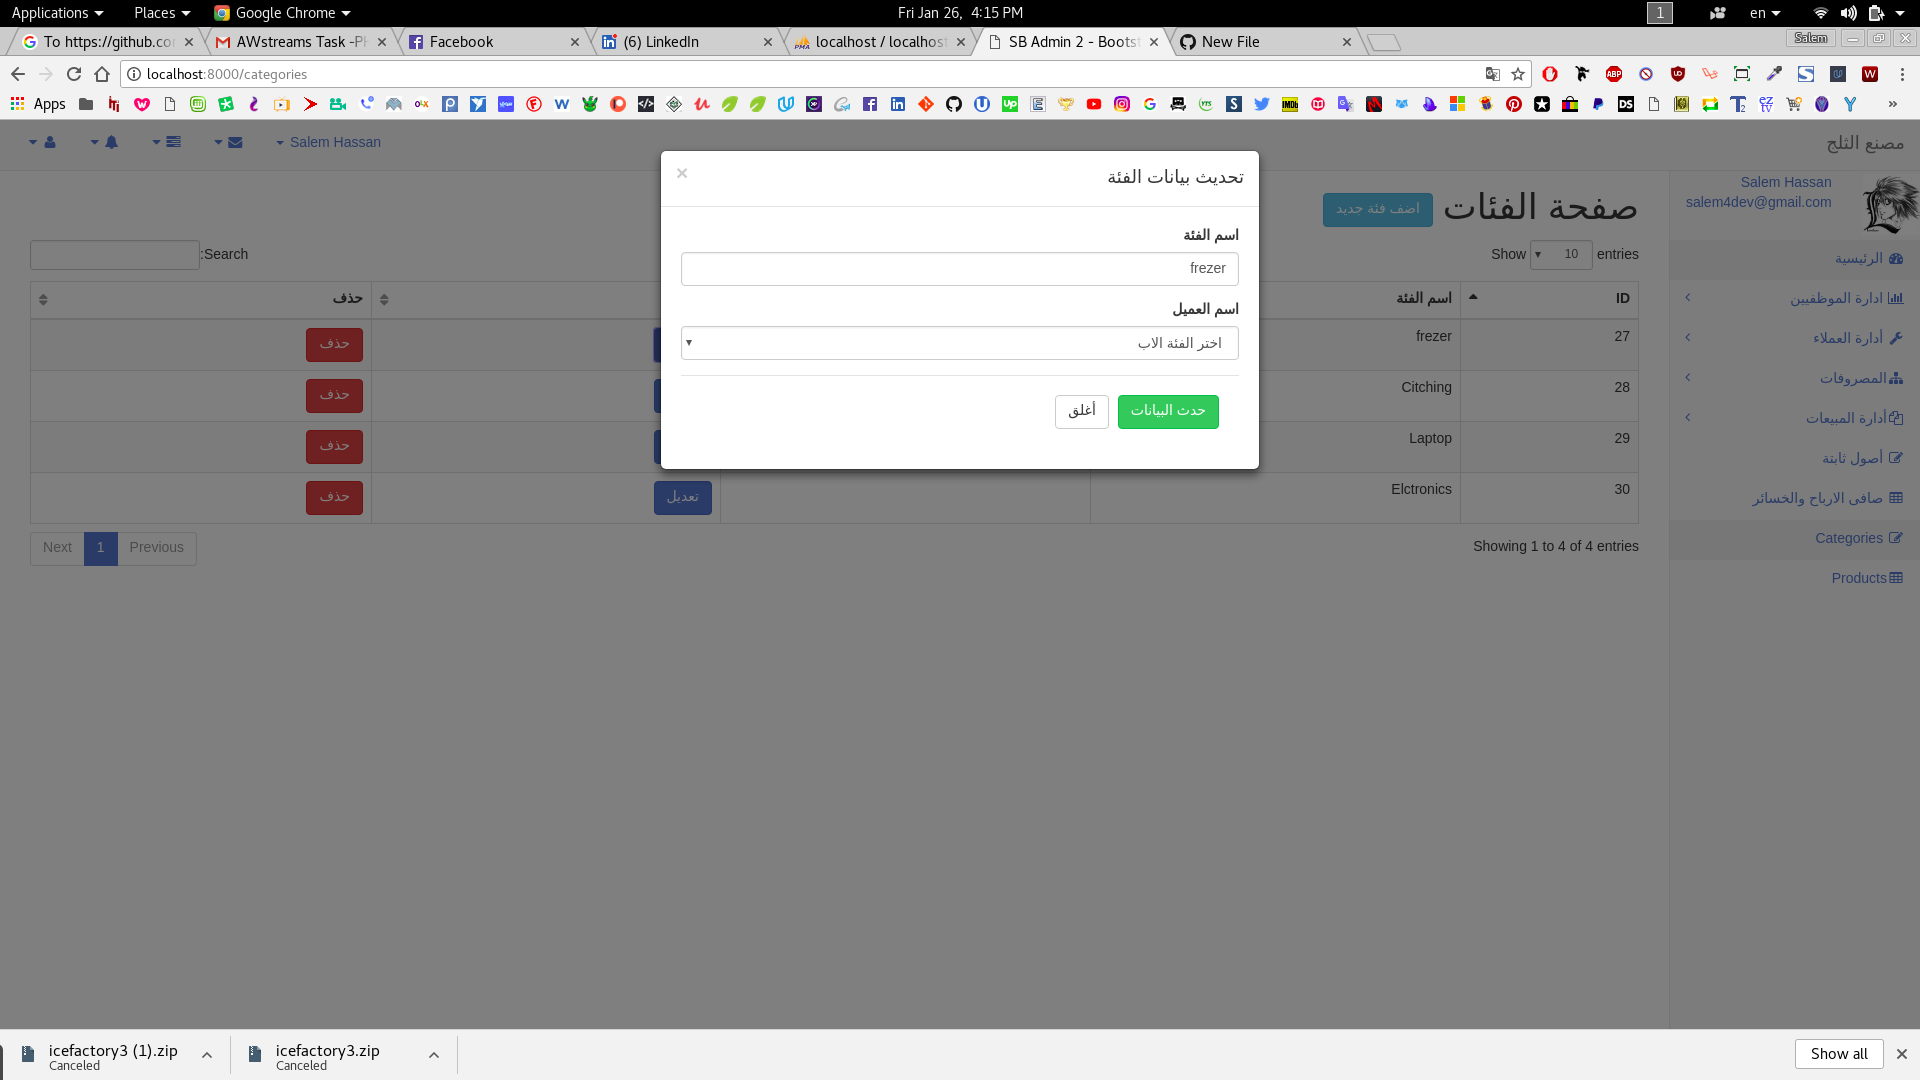 Applications Places Google Chrome Fri Jan 26, 4:15 PM 1 en
To https://github.co AWstreams Task -P Facebook (6) LinkedIn localhost / localhos SB Admin 2 - Boots New File Salem
localhost:8000/categories
Apps
Salem Hassan
مصنع الثلج
Salem Hassan
salem4dev@gmail.com
الرئيسية
ادارة الموظفيين
أدارة العملاء
المصروفات
أدارة المبيعات
أصول ثابتة
صافى الارباح والخسائر
Categories
Products
صفحة الفئات اضف فئة جديد
Show 10 entries
Search:
ID اسم الفئة حذف
27 frezer حذف
28 Citching حذف
29 Laptop حذف
30 Elctronics تعديل حذف
Showing 1 to 4 of 4 entries
Previous 1 Next
تحديث بيانات الفئة ×
اسم الفئة
frezer
اسم العميل
اختر الفئة الاب
حدث البيانات أغلق
icefactory3 (1).zip
Canceled
icefactory3.zip
Canceled
Show all